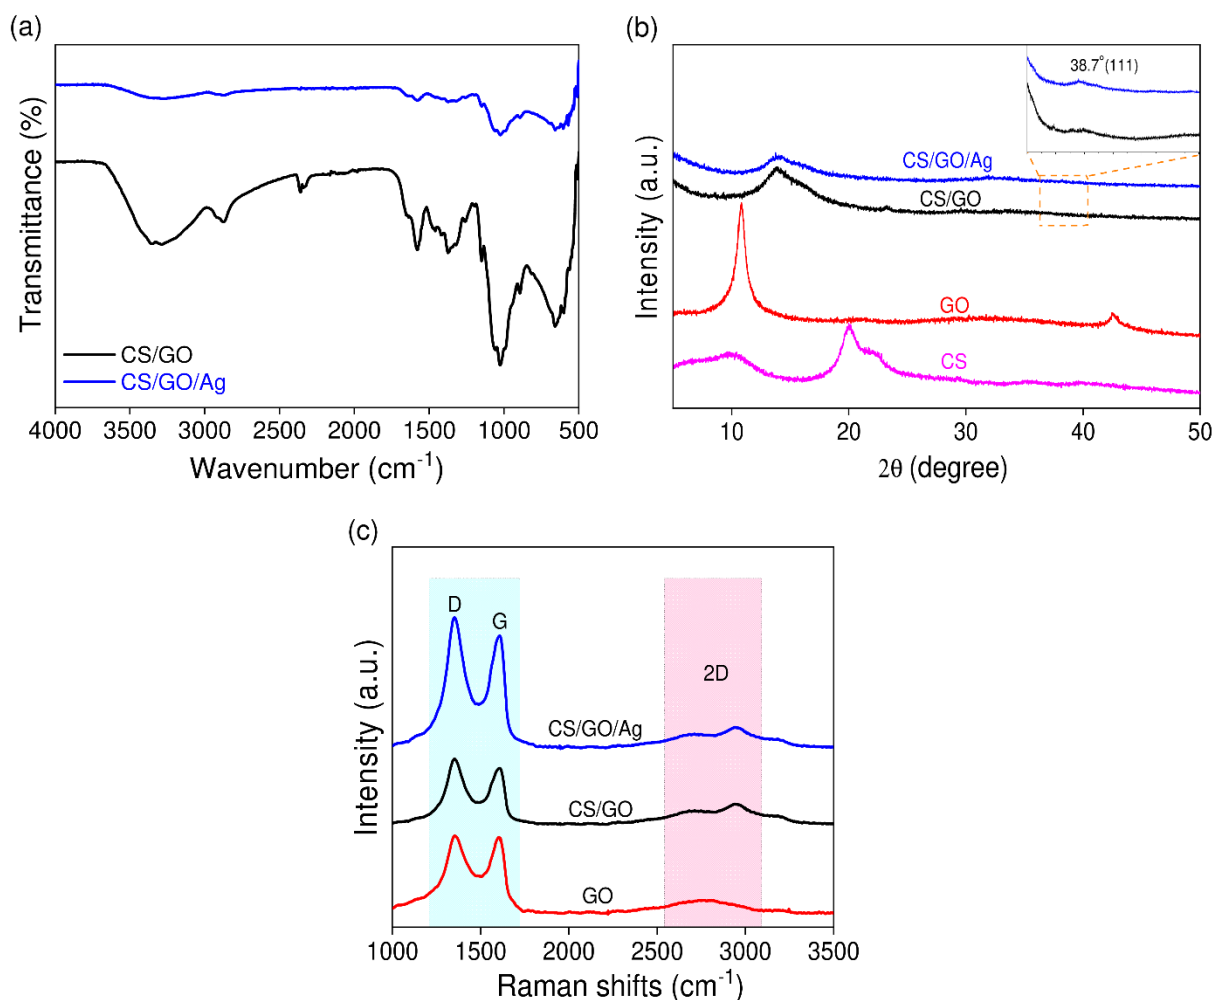 (a)
Transmittance (%)
CS/GO
CS/GO/Ag
4000 3500 3000 2500 2000 1500 1000 500
Wavenumber (cm⁻¹)
(b)
Intensity (a.u.)
38.7°(111)
CS/GO/Ag
CS/GO
GO
CS
10 20 30 40 50
2θ (degree)
(c)
Intensity (a.u.)
D
G
2D
CS/GO/Ag
CS/GO
GO
1000 1500 2000 2500 3000 3500
Raman shifts (cm⁻¹)